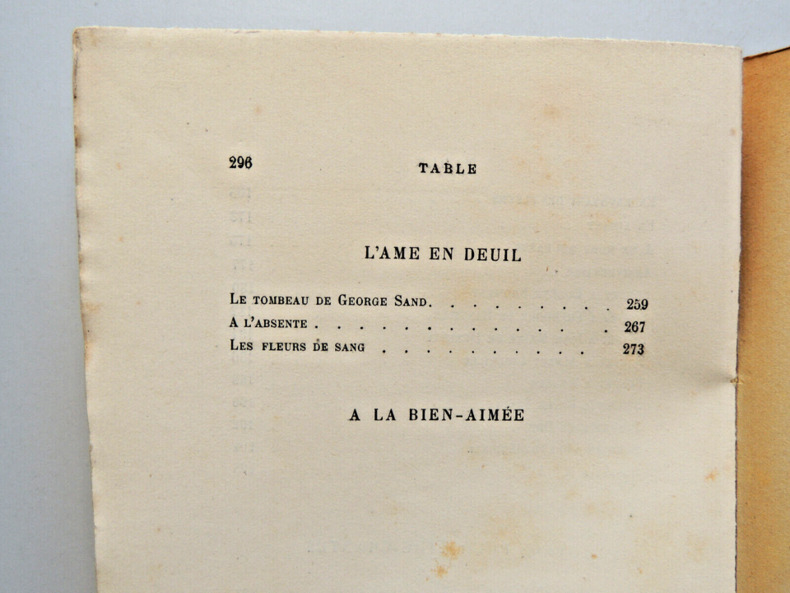 296 TABLE
L'AME EN DEUIL
LE TOMBEAU DE GEORGE SAND. . . . . . . . . 259
A L'ABSENTE . . . . . . . . . . . . . 267
LES FLEURS DE SANG . . . . . . . . . . 273
A LA BIEN-AIMÉE